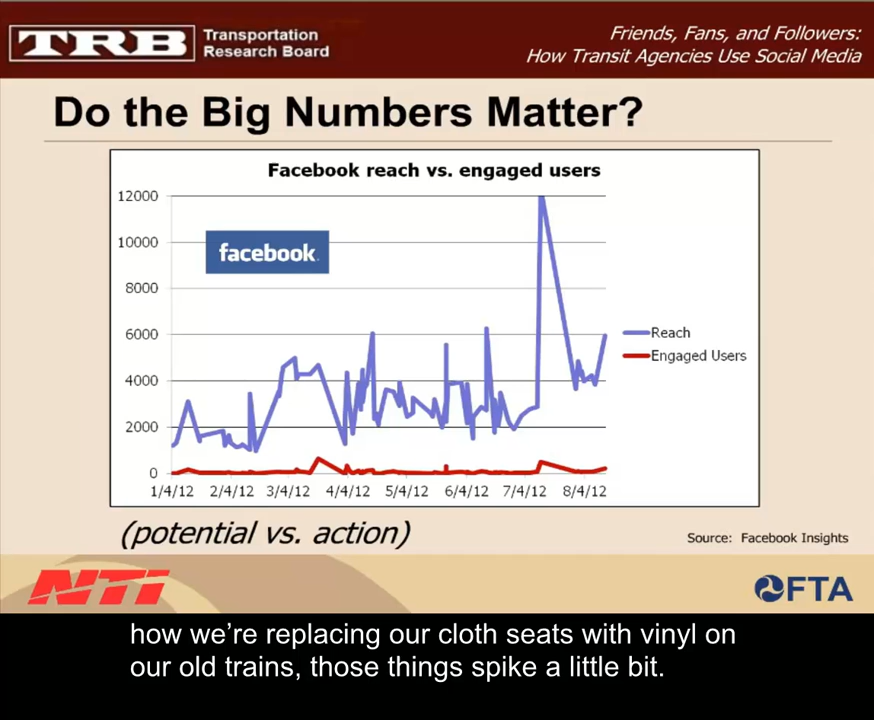 TRB
Transportation
Research Board
Friends, Fans, and Followers:
How Transit Agencies Use Social Media
Do the Big Numbers Matter?
Facebook reach vs. engaged users
12000
10000
8000
6000
4000
2000
0
facebook.
Reach
Engaged Users
1/4/12 2/4/12 3/4/12 4/4/12 5/4/12 6/4/12 7/4/12 8/4/12
(potential vs. action)
Source: Facebook Insights
NTI
FTA
how we’re replacing our cloth seats with vinyl on
our old trains, those things spike a little bit.